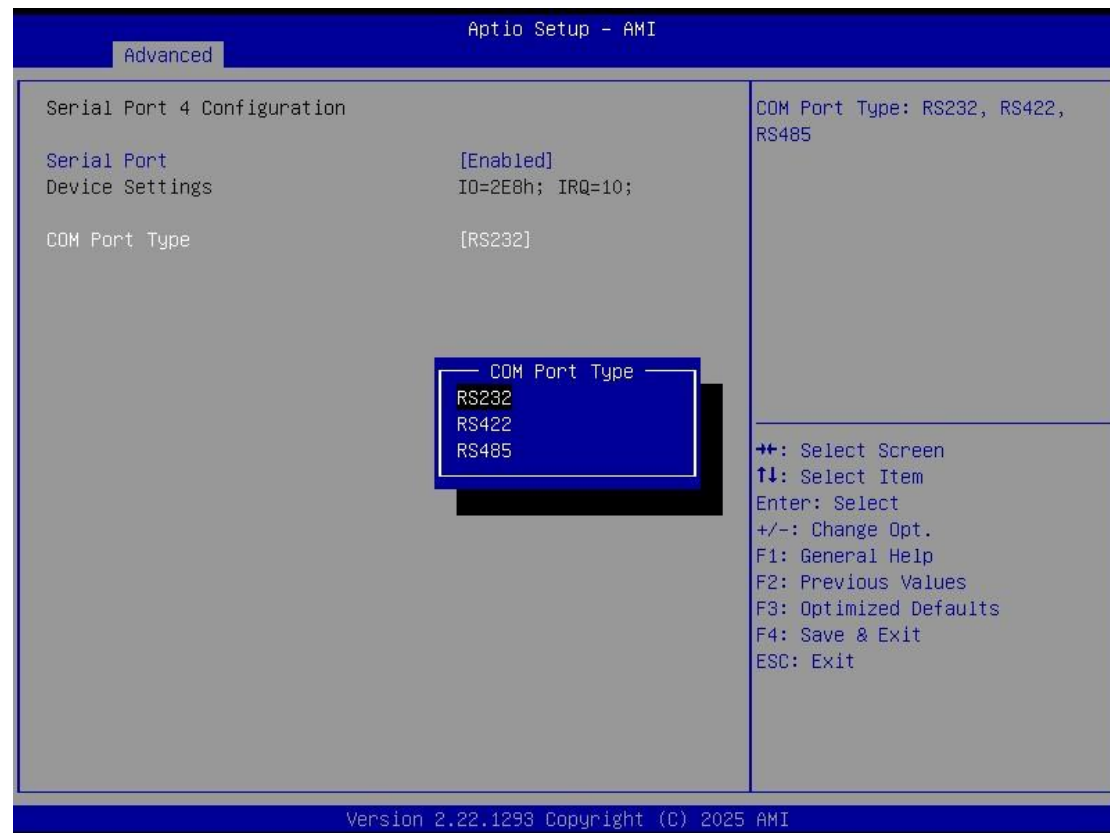 Aptio Setup – AMI
Advanced
Serial Port 4 Configuration
Serial Port [Enabled]
Device Settings IO=2E8h; IRQ=10;
COM Port Type [RS232]
COM Port Type
RS232
RS422
RS485
COM Port Type: RS232, RS422,
RS485
→←: Select Screen
↑↓: Select Item
Enter: Select
+/-: Change Opt.
F1: General Help
F2: Previous Values
F3: Optimized Defaults
F4: Save & Exit
ESC: Exit
Version 2.22.1293 Copyright (C) 2025 AMI